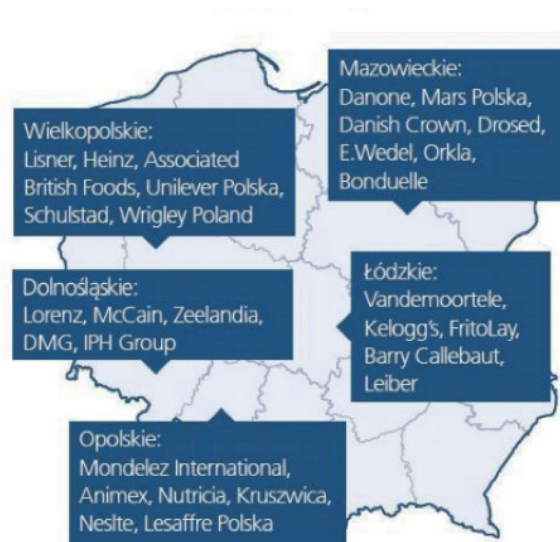 Mazowieckie:
Danone, Mars Polska,
Danish Crown, Drosed,
E.Wedel, Orkla,
Bonduelle
Wielkopolskie:
Lisner, Heinz, Associated
British Foods, Unilever Polska,
Schulstad, Wrigley Poland
Dolnośląskie:
Lorenz, McCain, Zeelandia,
DMG, IPH Group
Łódzkie:
Vandemoortele,
Kelogg's, FritoLay,
Barry Callebaut,
Leiber
Opolskie:
Mondelez International,
Animex, Nutricia, Kruszwica,
Neslte, Lesaffre Polska